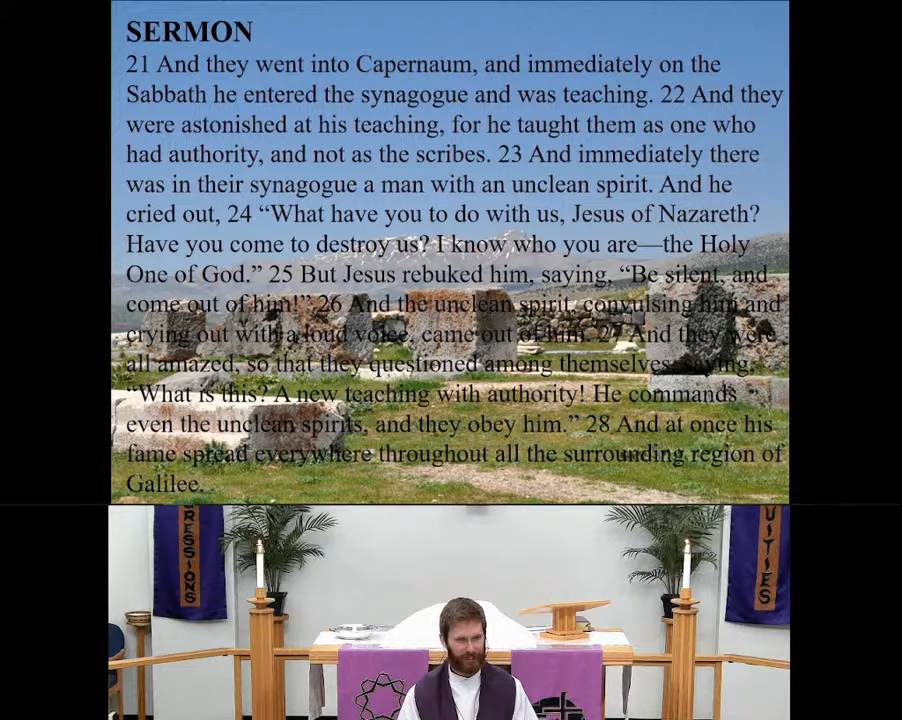 SERMON
21 And they went into Capernaum, and immediately on the
Sabbath he entered the synagogue and was teaching. 22 And they
were astonished at his teaching, for he taught them as one who
had authority, and not as the scribes. 23 And immediately there
was in their synagogue a man with an unclean spirit. And he
cried out, 24 “What have you to do with us, Jesus of Nazareth?
Have you come to destroy us? I know who you are—the Holy
One of God.” 25 But Jesus rebuked him, saying, “Be silent, and
come out of him!” 26 And the unclean spirit, convulsing him and
crying out with a loud voice, came out of him. 27 And they were
all amazed, so that they questioned among themselves, saying,
“What is this? A new teaching with authority! He commands
even the unclean spirits, and they obey him.” 28 And at once his
fame spread everywhere throughout all the surrounding region of
Galilee.
RESSIONS
UITIES